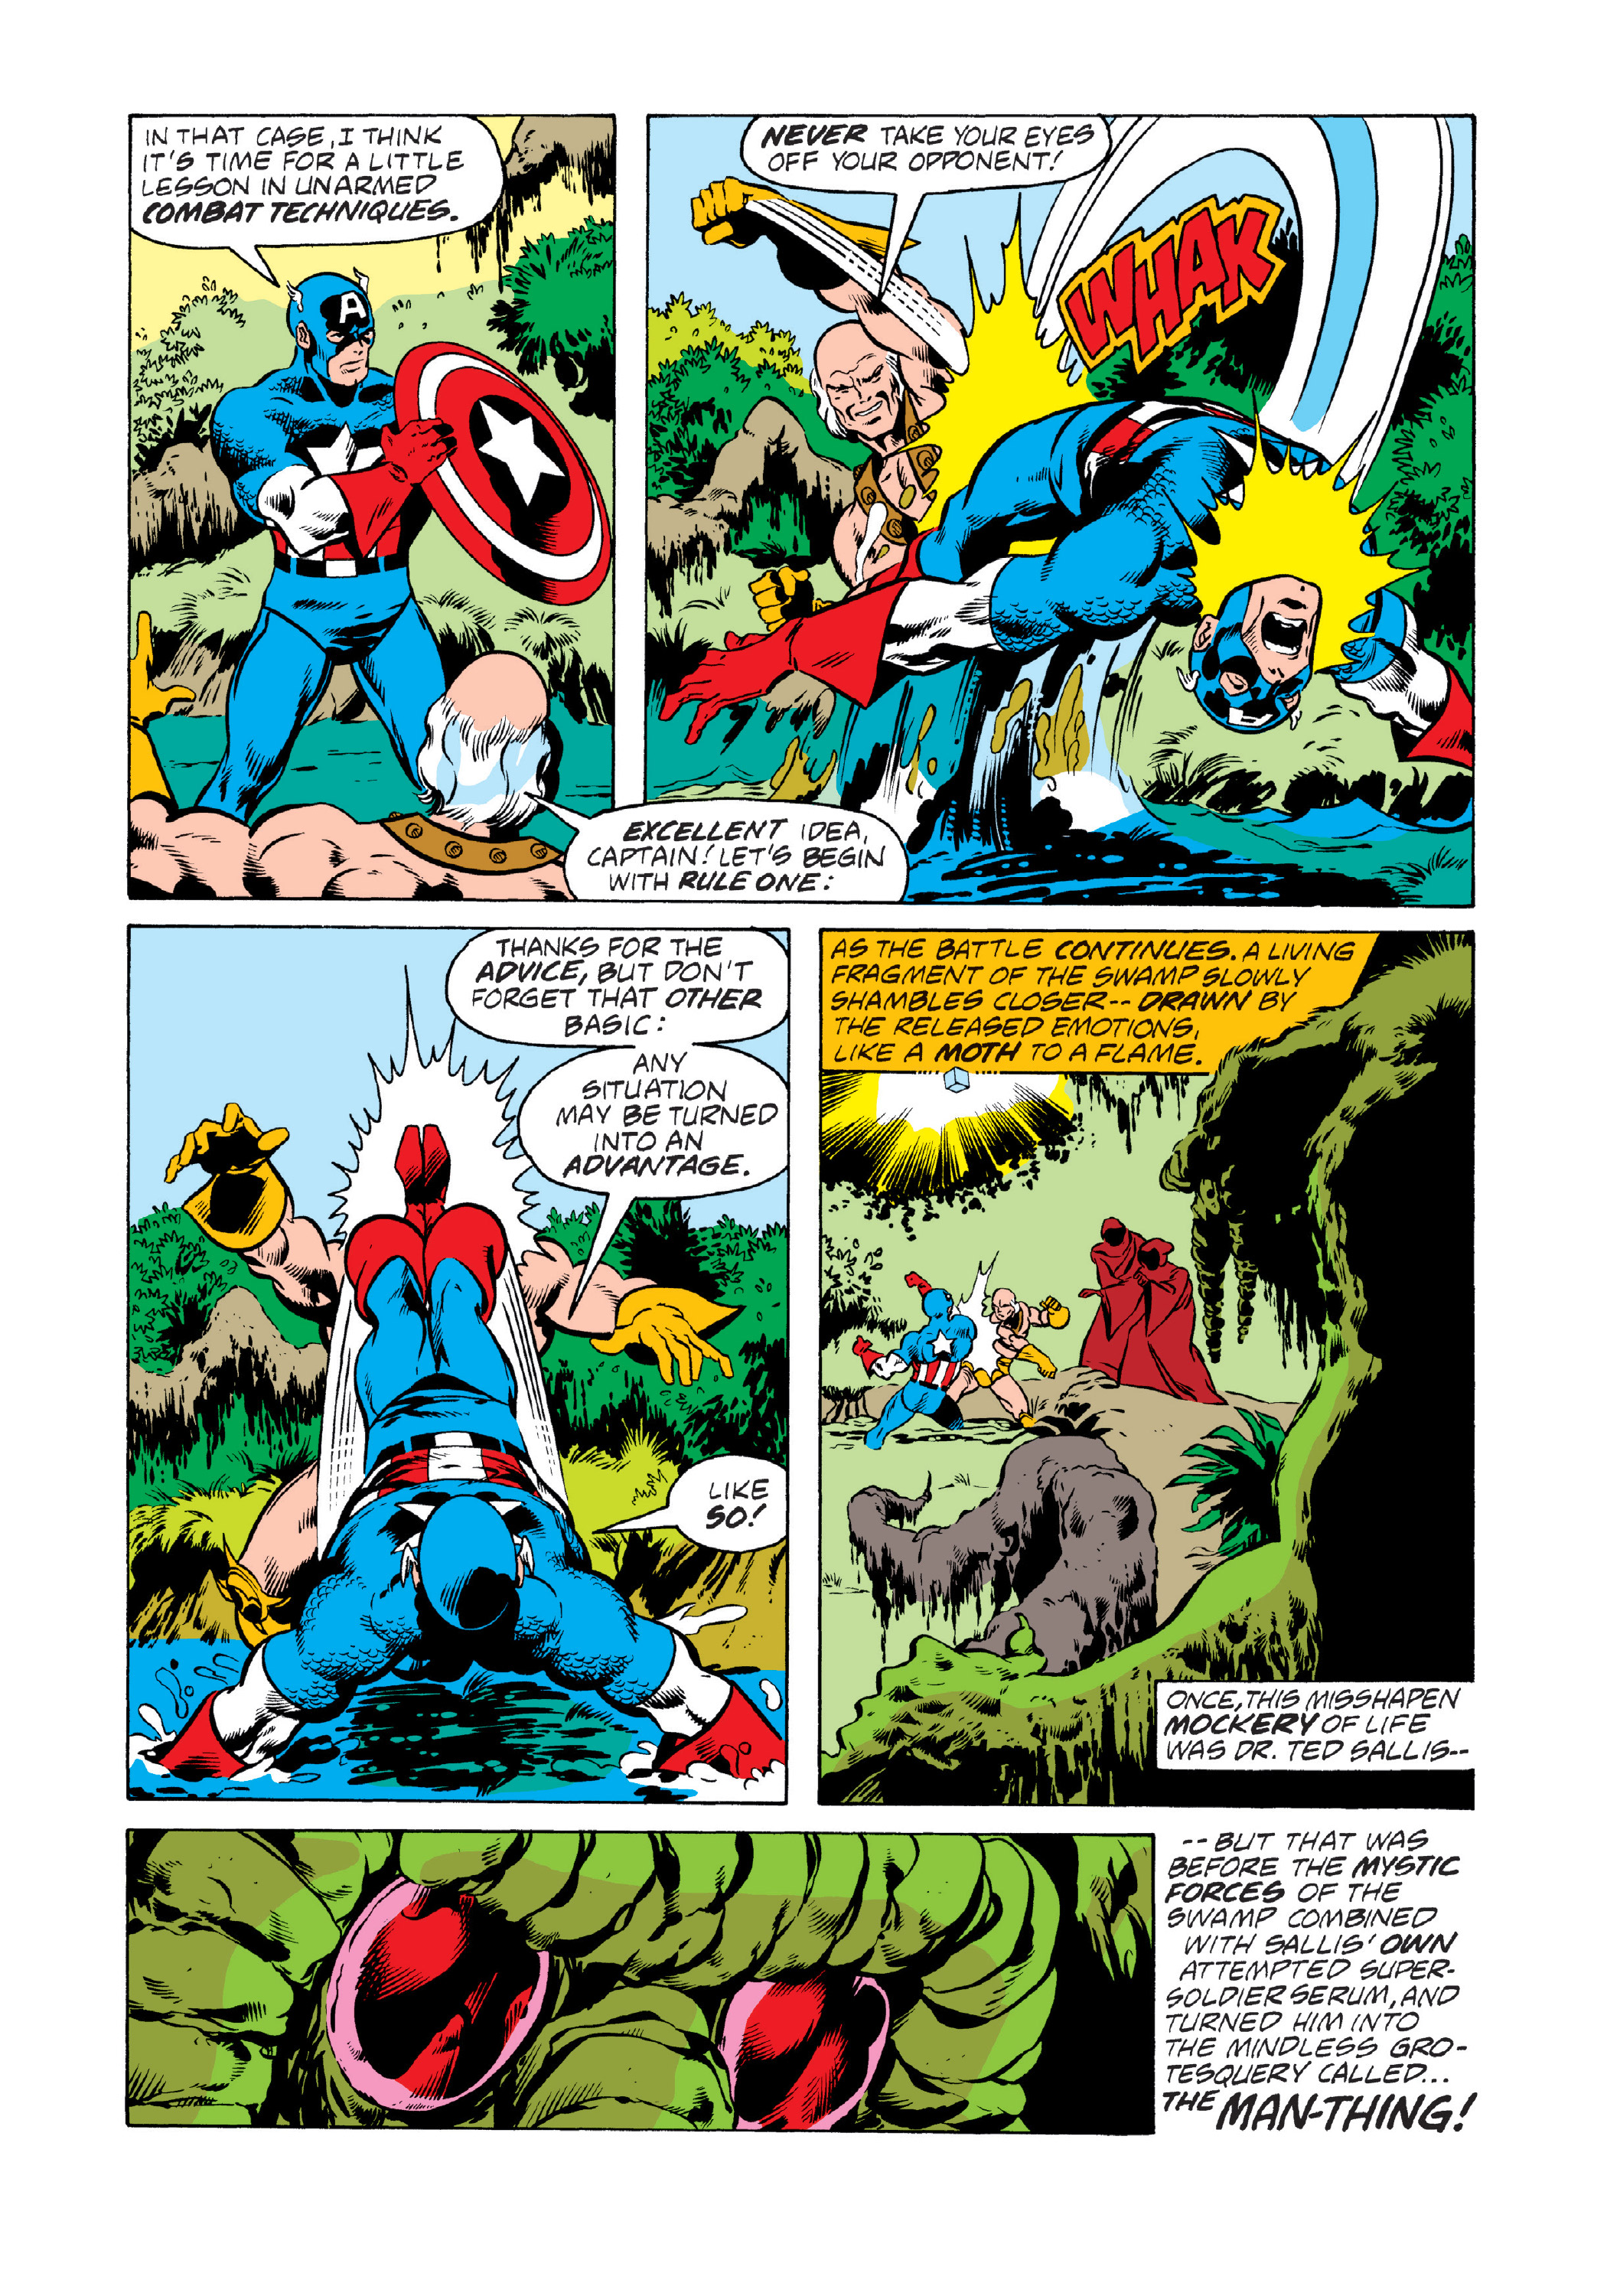 IN THAT CASE, I THINK
IT'S TIME FOR A LITTLE
LESSON IN UNARMED
COMBAT TECHNIQUES.
A
EXCELLENT IDEA,
CAPTAIN! LET'S BEGIN
WITH RULE ONE:
NEVER TAKE YOUR EYES
OFF YOUR OPPONENT!
WHAK
THANKS FOR THE
ADVICE, BUT DON'T
FORGET THAT OTHER
BASIC:
ANY
SITUATION
MAY BE TURNED
INTO AN
ADVANTAGE.
LIKE
SO!
AS THE BATTLE CONTINUES. A LIVING
FRAGMENT OF THE SWAMP SLOWLY
SHAMBLES CLOSER-- DRAWN BY
THE RELEASED EMOTIONS,
LIKE A MOTH TO A FLAME.
ONCE, THIS MISSHAPEN
MOCKERY OF LIFE
WAS DR. TED SALLIS--
-- BUT THAT WAS
BEFORE THE MYSTIC
FORCES OF THE
SWAMP COMBINED
WITH SALLIS' OWN
ATTEMPTED SUPER-
SOLDIER SERUM, AND
TURNED HIM INTO
THE MINDLESS GRO-
TESQUERY CALLED...
THE MAN-THING!